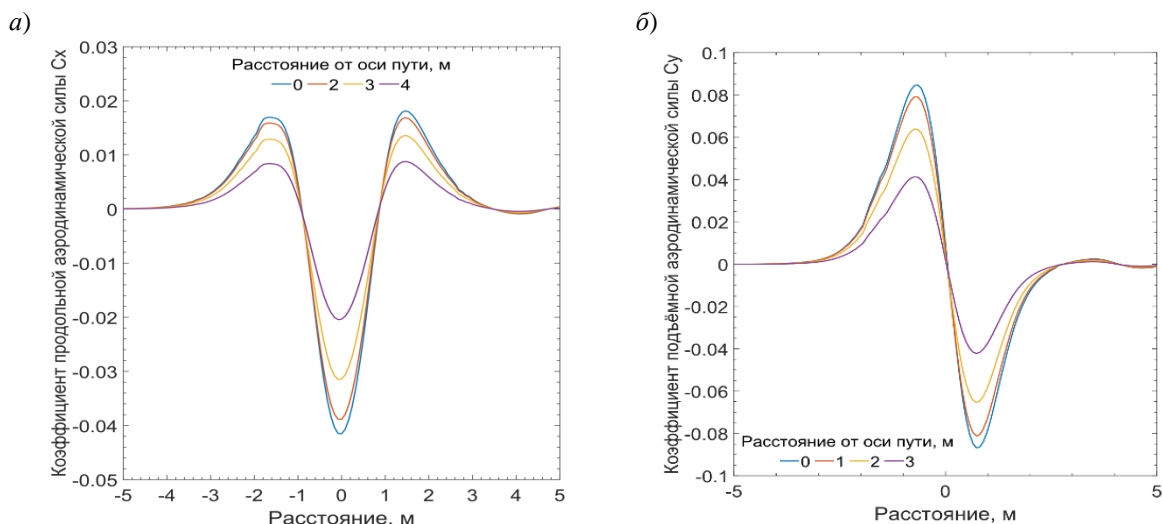 а)
0.03
0.02
0.01
0
-0.01
-0.02
-0.03
-0.04
-0.05
Коэффициент продольной аэродинамической силы Cx
Расстояние от оси пути, м
0 2 3 4
-5 -4 -3 -2 -1 0 1 2 3 4 5
Расстояние, м
б)
0.1
0.08
0.06
0.04
0.02
0
-0.02
-0.04
-0.06
-0.08
-0.1
Коэффициент подъёмной аэродинамической силы Cy
Расстояние от оси пути, м
0 1 2 3
-5 0 5
Расстояние, м